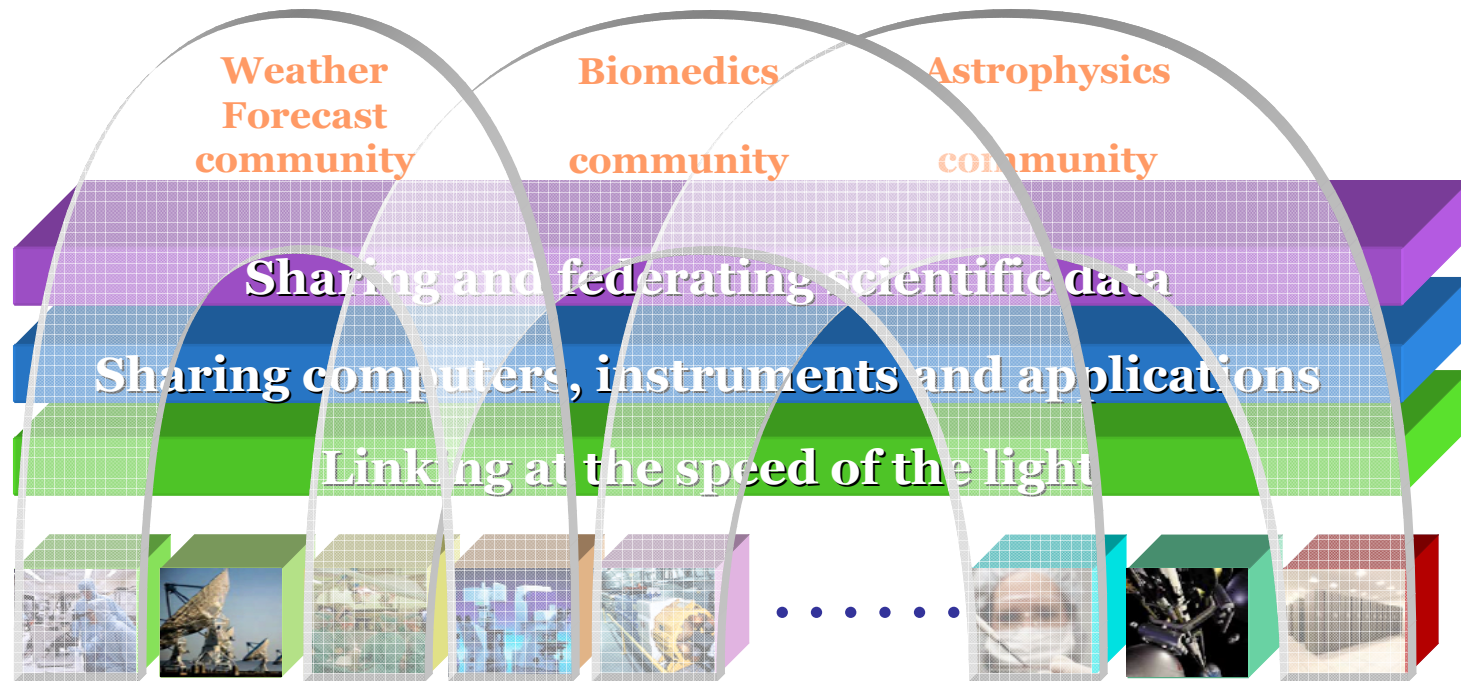 Weather
Forecast
community
Biomedics
community
Astrophysics
community
Sharing and federating scientific data
Sharing computers, instruments and applications
Linking at the speed of the light